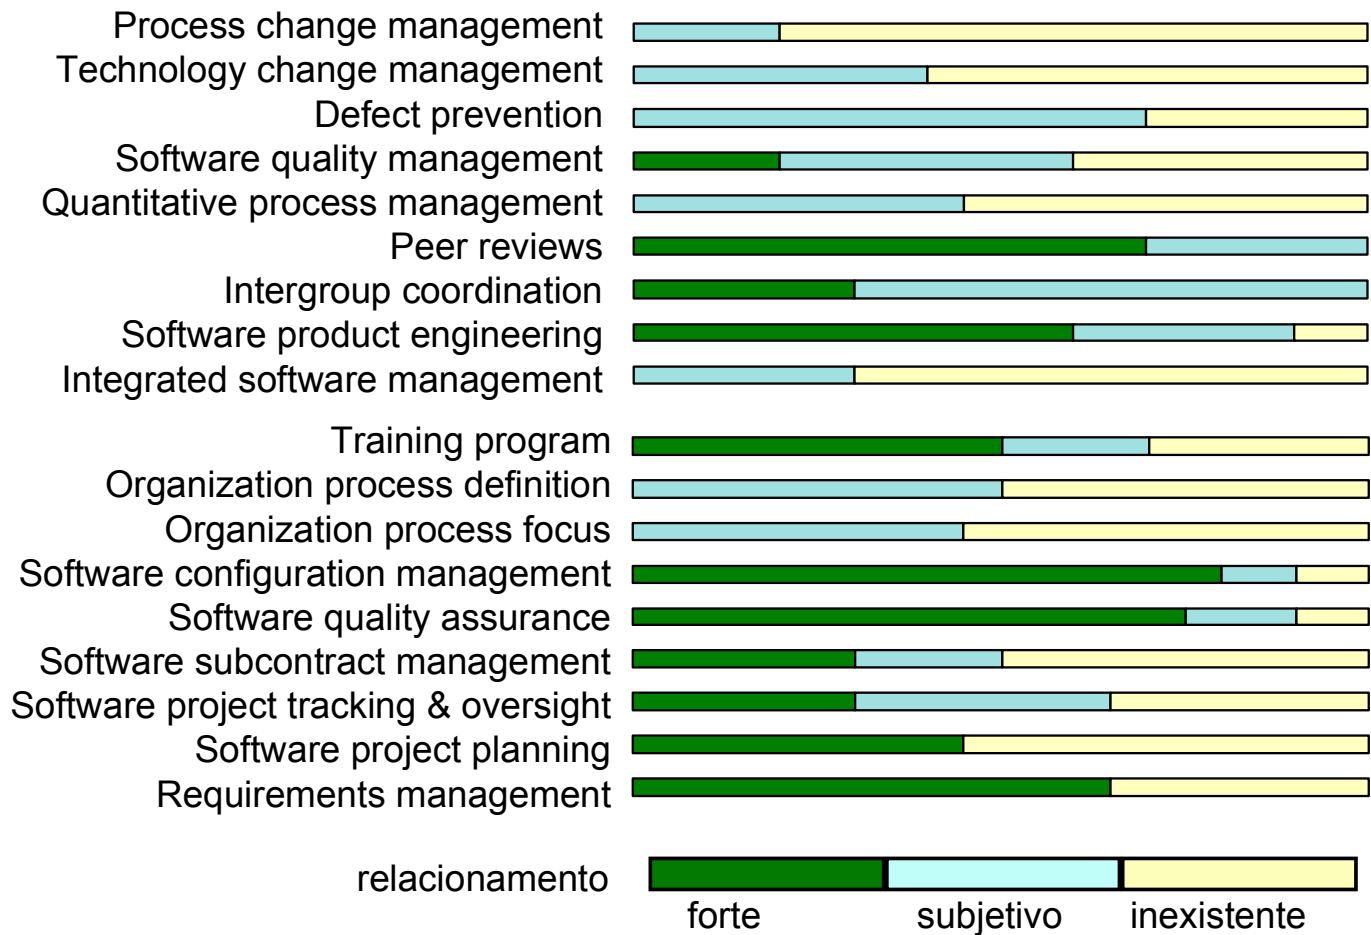 Process change management
Technology change management
Defect prevention
Software quality management
Quantitative process management
Peer reviews
Intergroup coordination
Software product engineering
Integrated software management
Training program
Organization process definition
Organization process focus
Software configuration management
Software quality assurance
Software subcontract management
Software project tracking & oversight
Software project planning
Requirements management
relacionamento
forte subjetivo inexistente